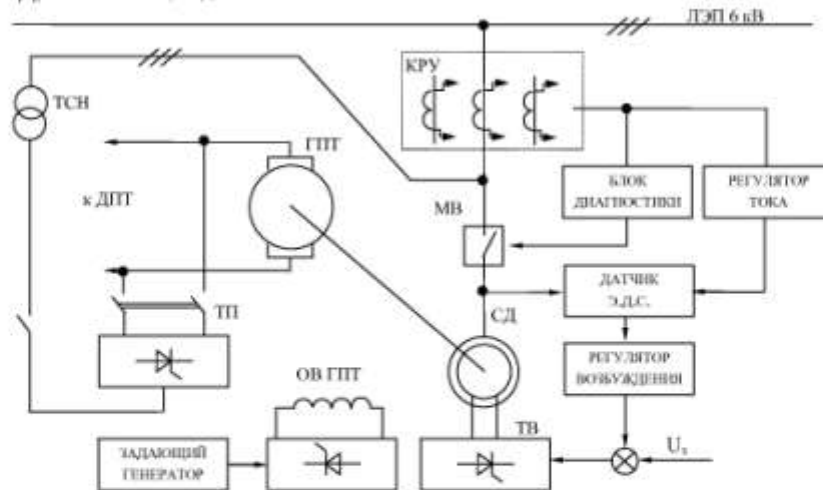 ЛЭП 6 кВ
КРУ
ТСН
ГПТ
БЛОК
ДИАГНОСТИКИ
РЕГУЛЯТОР
ТОКА
к ДПТ
МВ
ДАТЧИК
Э.Д.С.
ТП
СД
РЕГУЛЯТОР
ВОЗБУЖДЕНИЯ
ОВ ГПТ
ТВ
ЗАДАЮЩИЙ
ГЕНЕРАТОР